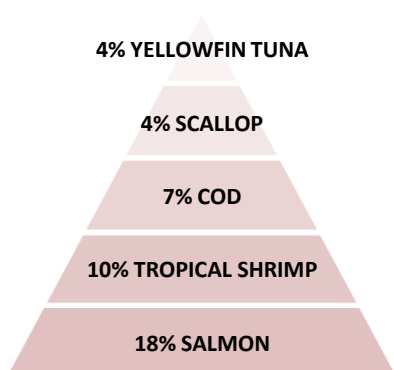 4% YELLOWFIN TUNA
4% SCALLOP
7% COD
10% TROPICAL SHRIMP
18% SALMON